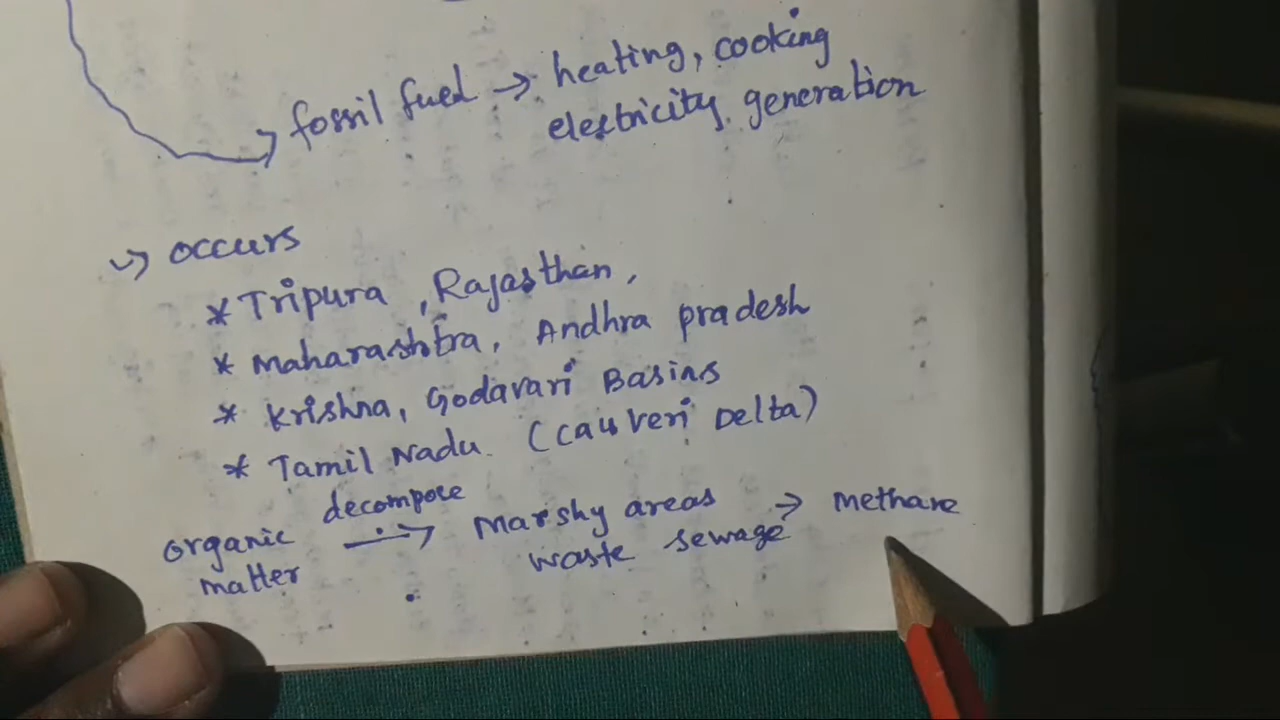 fossil fued → heating, cooking
electricity generation
↪ occurs
* Tripura, Rajasthan,
* Maharashtra, Andhra pradesh
* Krishna, Godavari Basins
* Tamil Nadu (Cauveri Delta)
decompose
organic → Marshy areas → Methane
matter waste sewage